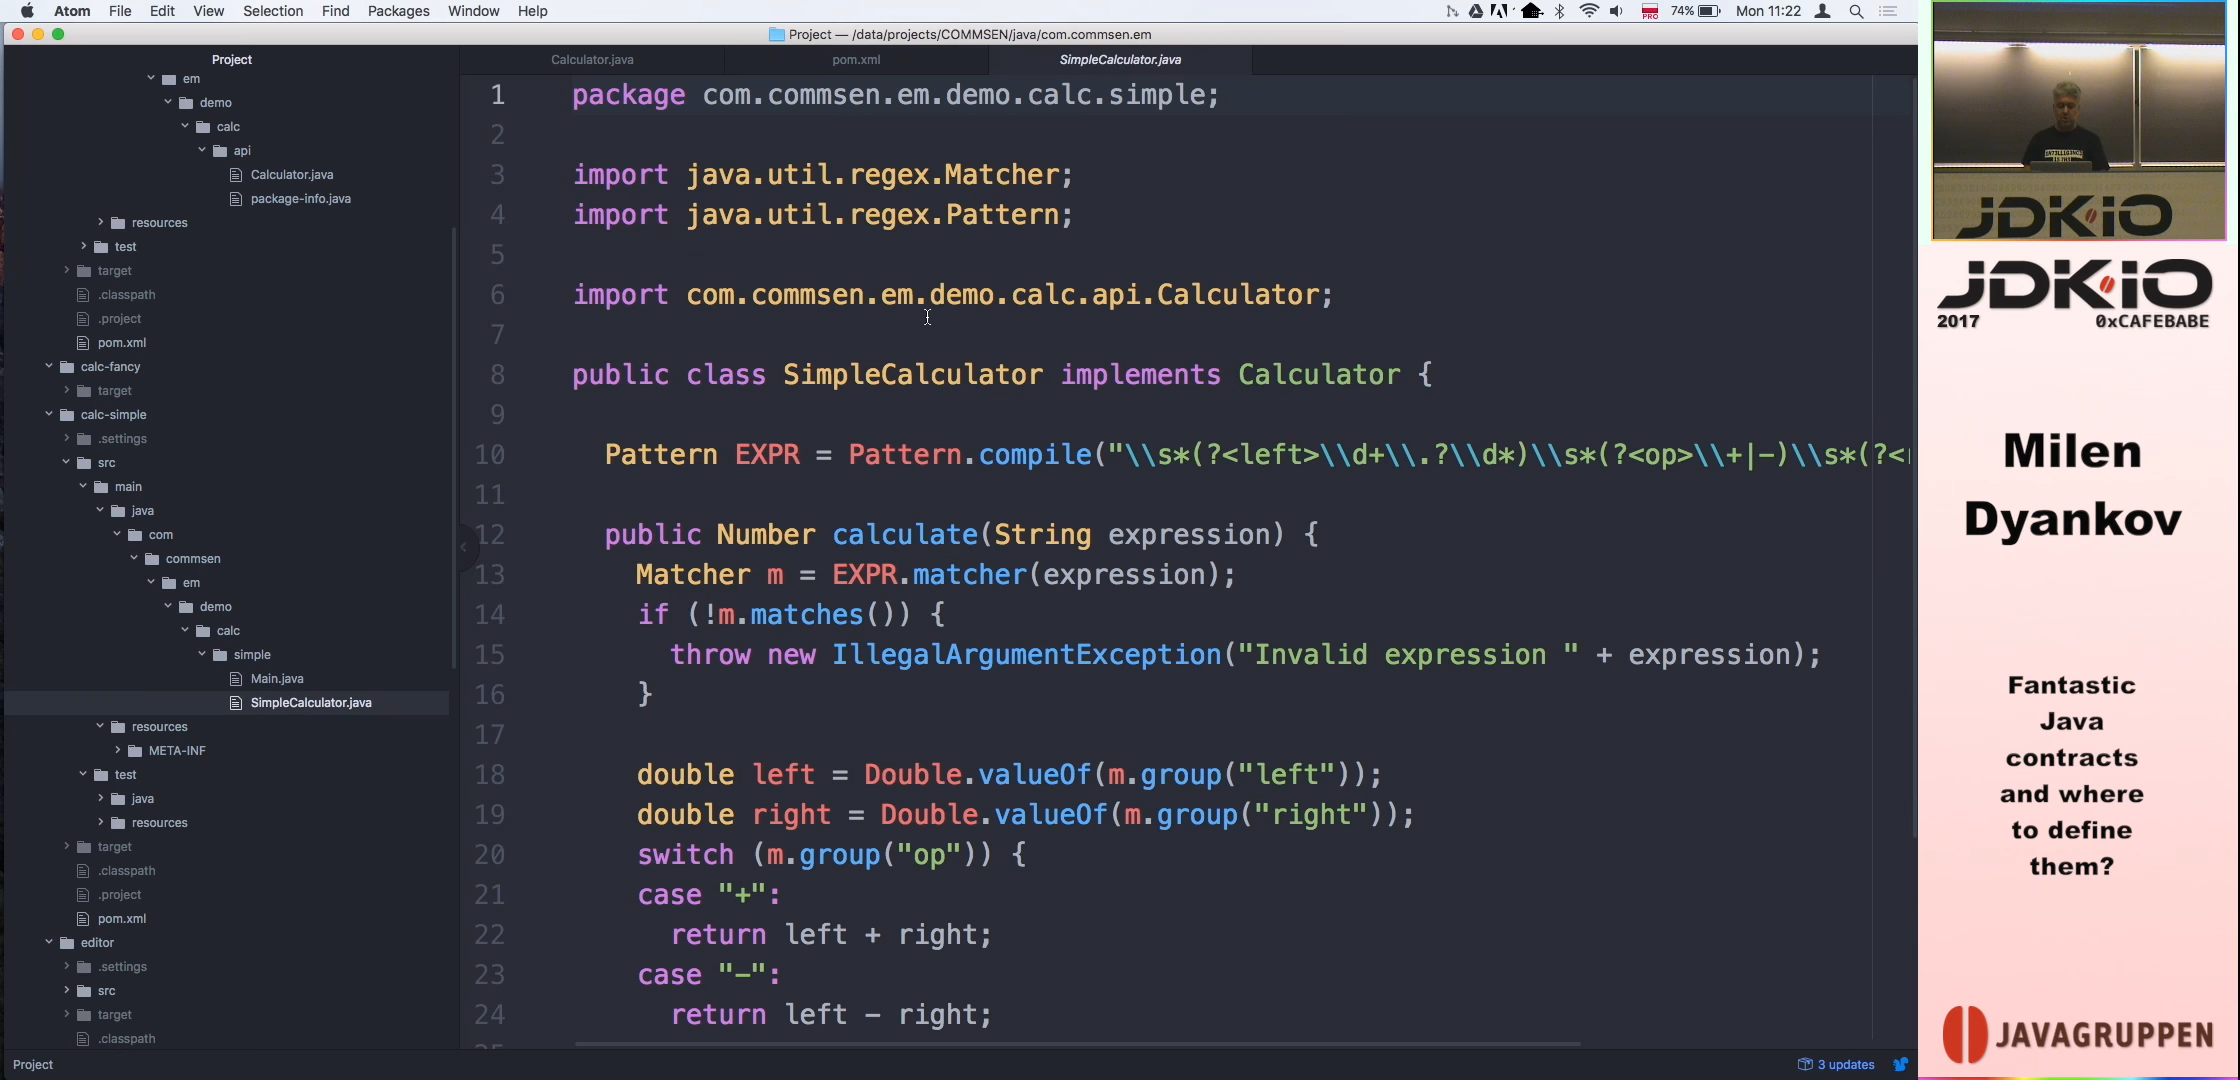 Atom File Edit View Selection Find Packages Window Help
PRO 74% Mon 11:22
Project — /data/projects/COMMSEN/java/com.commsen.em
Project
em
demo
calc
api
Calculator.java
package-info.java
resources
test
target
.classpath
.project
pom.xml
calc-fancy
target
calc-simple
.settings
src
main
java
com
commsen
em
demo
calc
simple
Main.java
SimpleCalculator.java
resources
META-INF
test
java
resources
target
.classpath
.project
pom.xml
editor
.settings
src
target
.classpath
Calculator.java pom.xml SimpleCalculator.java
1 package com.commsen.em.demo.calc.simple;
2
3 import java.util.regex.Matcher;
4 import java.util.regex.Pattern;
5
6 import com.commsen.em.demo.calc.api.Calculator;
7
8 public class SimpleCalculator implements Calculator {
9
10 Pattern EXPR = Pattern.compile("\\s*(?<left>\\d+\\.?\\d*)\\s*(?<op>\\+|-)\\s*(?<
11
12 public Number calculate(String expression) {
13 Matcher m = EXPR.matcher(expression);
14 if (!m.matches()) {
15 throw new IllegalArgumentException("Invalid expression " + expression);
16 }
17
18 double left = Double.valueOf(m.group("left"));
19 double right = Double.valueOf(m.group("right"));
20 switch (m.group("op")) {
21 case "+":
22 return left + right;
23 case "-":
24 return left - right;
Project
3 updates
JDKiO
JDKiO
2017 0xCAFEBABE
Milen
Dyankov
Fantastic
Java
contracts
and where
to define
them?
JAVAGRUPPEN